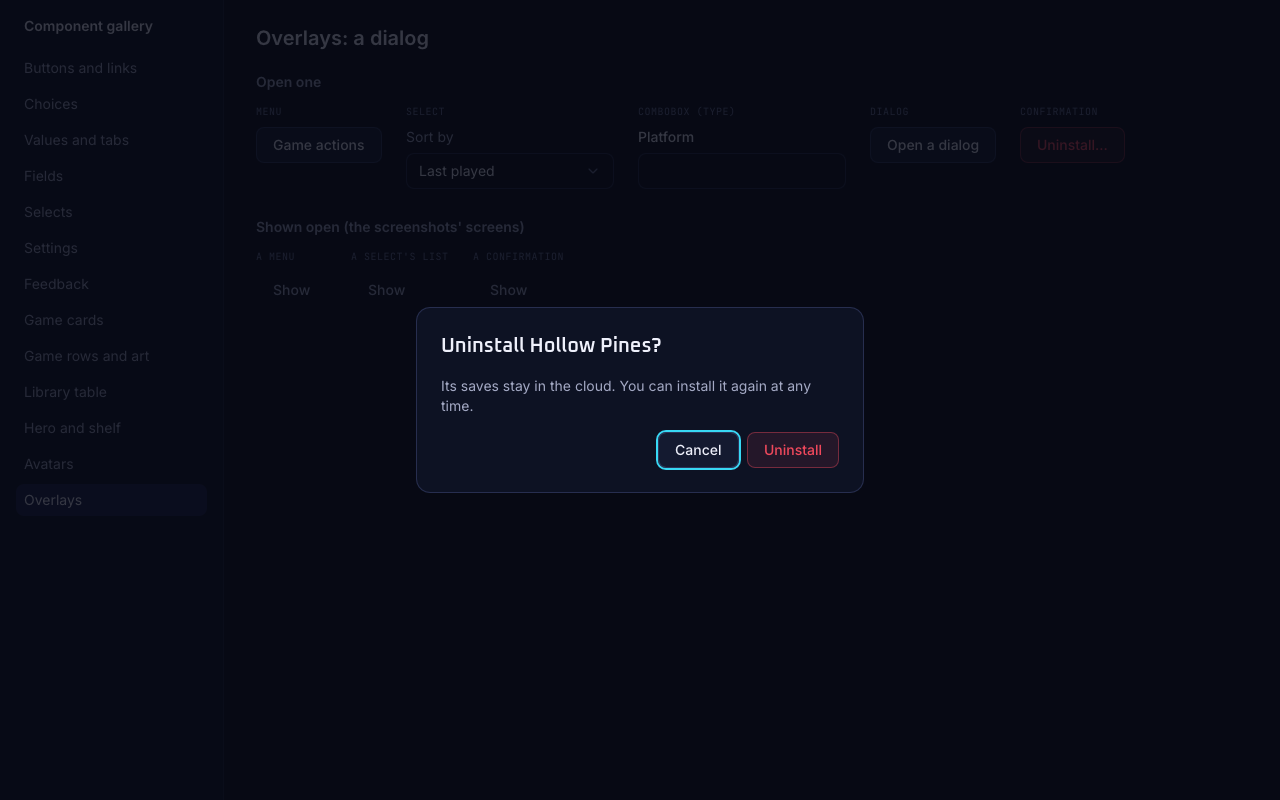 Component gallery
Buttons and links
Choices
Values and tabs
Fields
Selects
Settings
Feedback
Game cards
Game rows and art
Library table
Hero and shelf
Avatars
Overlays
Overlays: a dialog
Open one
MENU
SELECT
COMBOBOX (TYPE)
DIALOG
CONFIRMATION
Game actions
Sort by
Last played
Platform
Open a dialog
Uninstall...
Shown open (the screenshots' screens)
A MENU
A SELECT'S LIST
A CONFIRMATION
Show
Show
Show
Uninstall Hollow Pines?
Its saves stay in the cloud. You can install it again at any
time.
Cancel
Uninstall